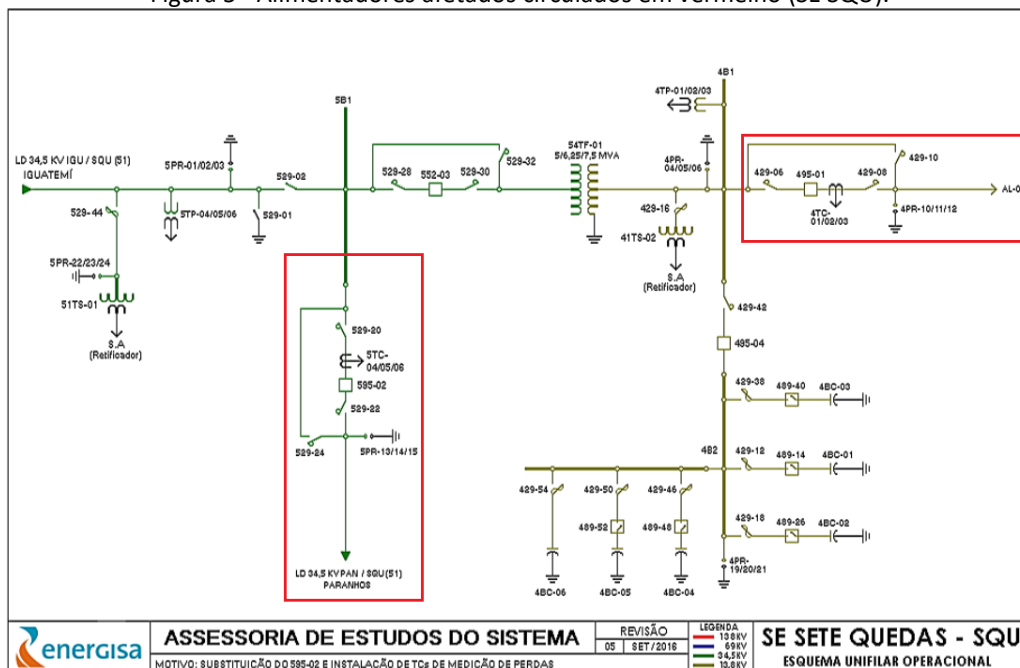 Figura 3 - Alimentadores afetados circulados em vermelho (SE SQU).
4B1
5B1
4TP-01/02/03
54TF-01
5/6,25/7,5 MVA
5PR-01/02/03
4PR-
04/05/06
429-10
LD 34,5 KV IGU / SQU (51)
IGUATEMÍ
529-02
529-28
552-03
529-30
529-32
429-06
495-01
429-08
529-44
5TP-04/05/06
529-01
429-16
4TC-
01/02/03
AL-0
4PR-10/11/12
41TS-02
5PR-22/23/24
51TS-01
S.A
(Retificador)
S.A
(Retificador)
429-42
529-20
5TC-
04/05/06
495-04
595-02
529-22
429-38
489-40
4BC-03
529-24
5PR-13/14/15
4B2
429-12
489-14
4BC-01
429-54
429-50
429-46
489-52
489-48
429-18
489-26
4BC-02
4PR-
19/20/21
LD 34,5 KV PAN / SQU(51)
PARANHOS
4BC-06
4BC-05
4BC-04
energisa
ASSESSORIA DE ESTUDOS DO SISTEMA
REVISÃO
05 SET/2016
LEGENDA
138KV
69KV
34,5KV
13,8KV
SE SETE QUEDAS - SQU
MOTIVO: SUBSTITUIÇÃO DO 595-02 E INSTALAÇÃO DE TCs DE MEDIÇÃO DE PERDAS
ESQUEMA UNIFILAR OPERACIONAL